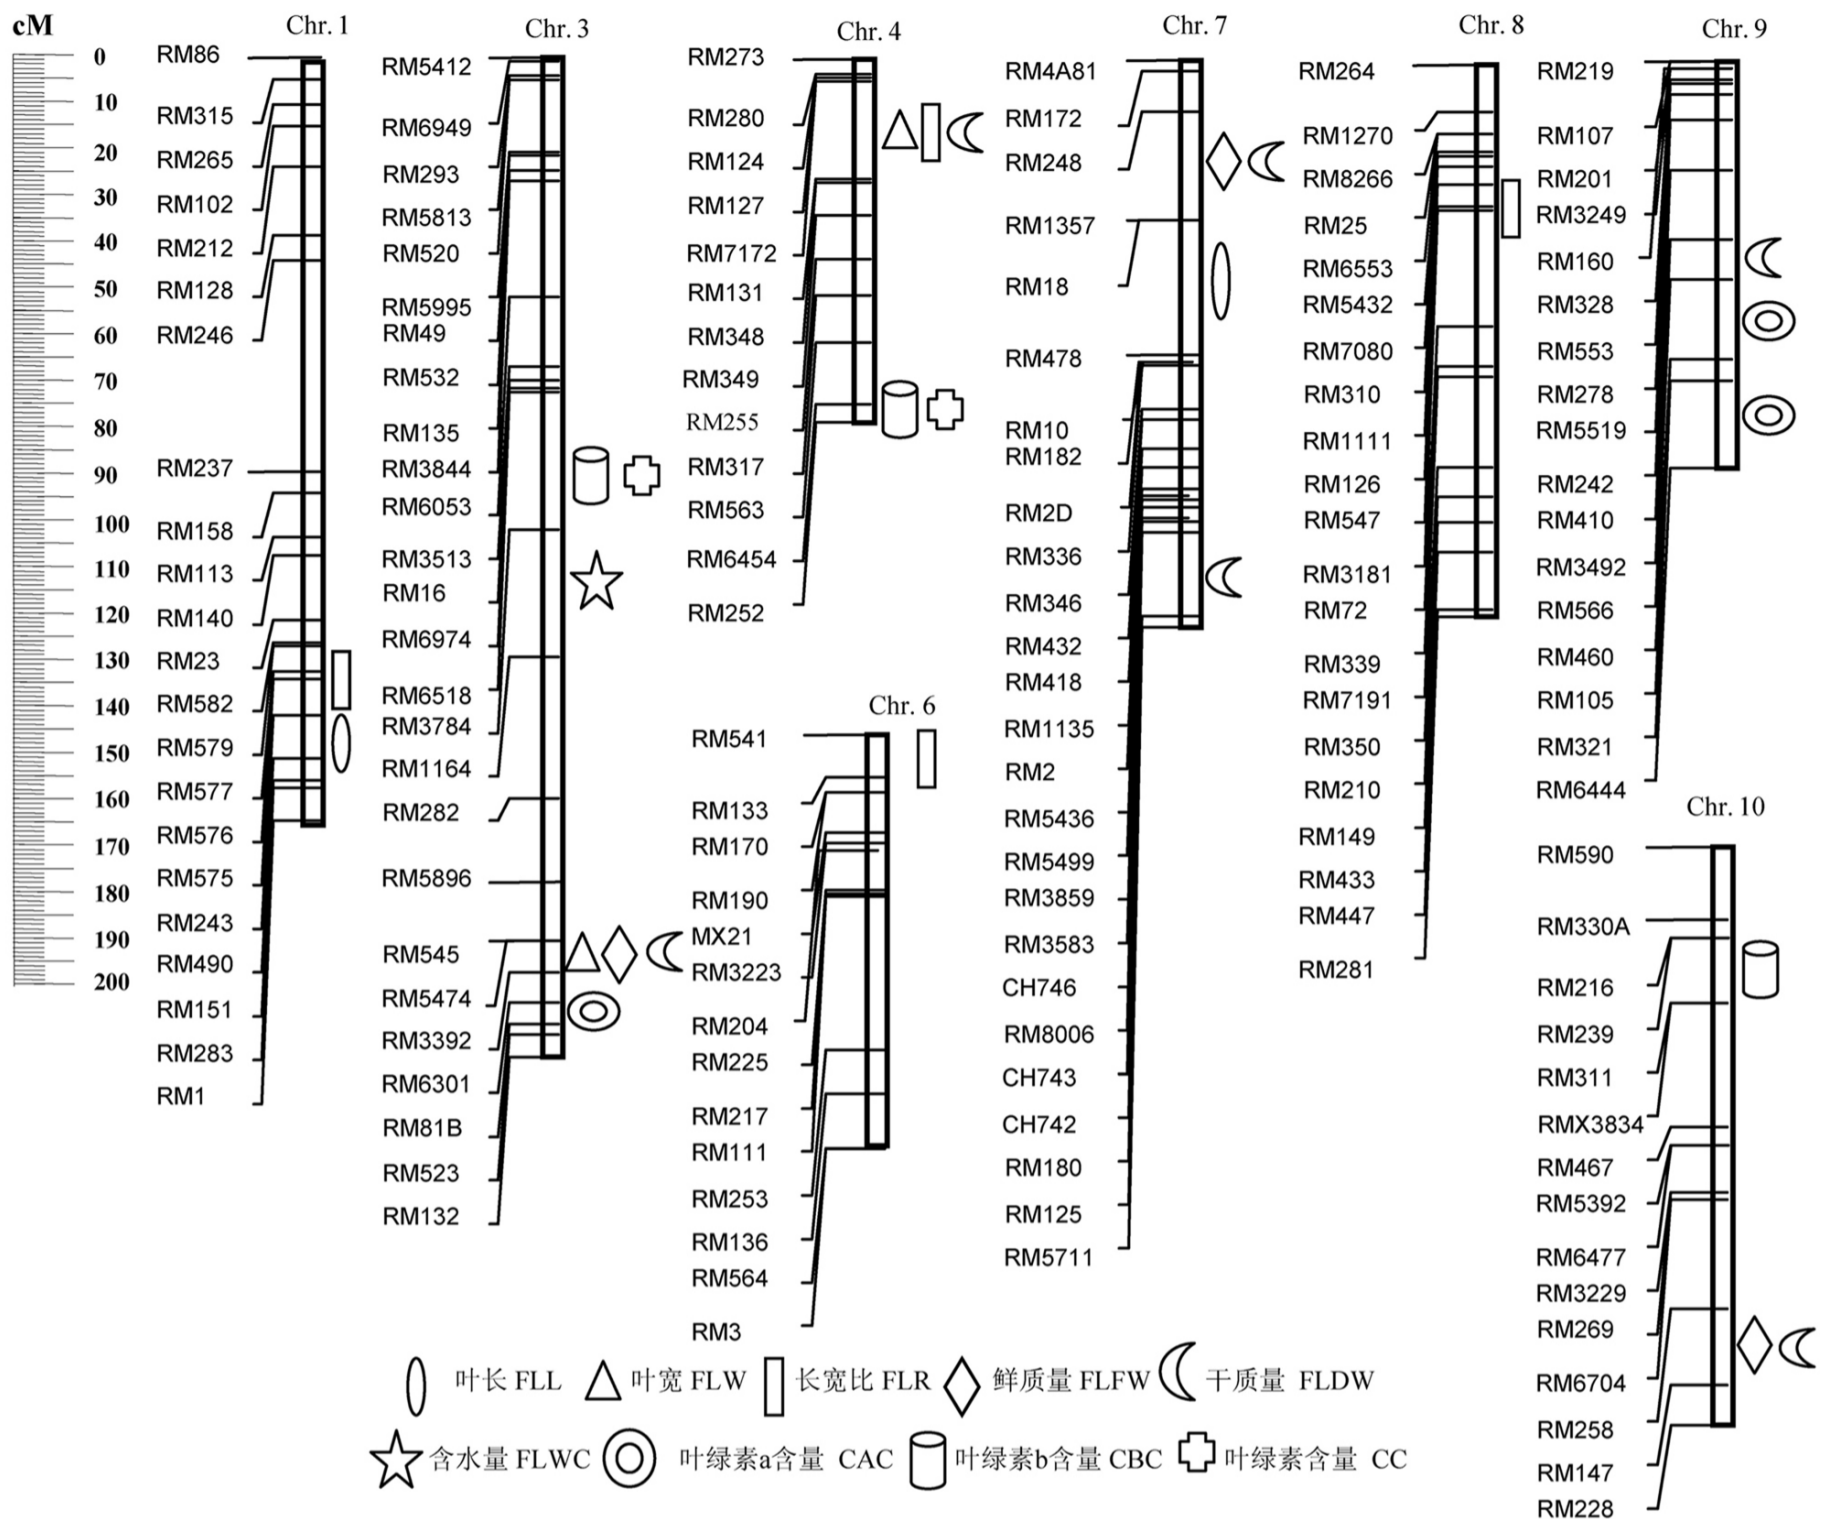 cM
0
10
20
30
40
50
60
70
80
90
100
110
120
130
140
150
160
170
180
190
200
Chr. 1
RM86
RM315
RM265
RM102
RM212
RM128
RM246
RM237
RM158
RM113
RM140
RM23
RM582
RM579
RM577
RM576
RM575
RM243
RM490
RM151
RM283
RM1
Chr. 3
RM5412
RM6949
RM293
RM5813
RM520
RM5995
RM49
RM532
RM135
RM3844
RM6053
RM3513
RM16
RM6974
RM6518
RM3784
RM1164
RM282
RM5896
RM545
RM5474
RM3392
RM6301
RM81B
RM523
RM132
Chr. 4
RM273
RM280
RM124
RM127
RM7172
RM131
RM348
RM349
RM255
RM317
RM563
RM6454
RM252
Chr. 6
RM541
RM133
RM170
RM190
MX21
RM3223
RM204
RM225
RM217
RM111
RM253
RM136
RM564
RM3
Chr. 7
RM4A81
RM172
RM248
RM1357
RM18
RM478
RM10
RM182
RM2D
RM336
RM346
RM432
RM418
RM1135
RM2
RM5436
RM5499
RM3859
RM3583
CH746
RM8006
CH743
CH742
RM180
RM125
RM5711
Chr. 8
RM264
RM1270
RM8266
RM25
RM6553
RM5432
RM7080
RM310
RM1111
RM126
RM547
RM3181
RM72
RM339
RM7191
RM350
RM210
RM149
RM433
RM447
RM281
Chr. 9
RM219
RM107
RM201
RM3249
RM160
RM328
RM553
RM278
RM5519
RM242
RM410
RM3492
RM566
RM460
RM105
RM321
RM6444
Chr. 10
RM590
RM330A
RM216
RM239
RM311
RMX3834
RM467
RM5392
RM6477
RM3229
RM269
RM6704
RM258
RM147
RM228
叶长 FLL 叶宽 FLW 长宽比 FLR 鲜质量 FLFW 干质量 FLDW
含水量 FLWC 叶绿素a含量 CAC 叶绿素b含量 CBC 叶绿素含量 CC